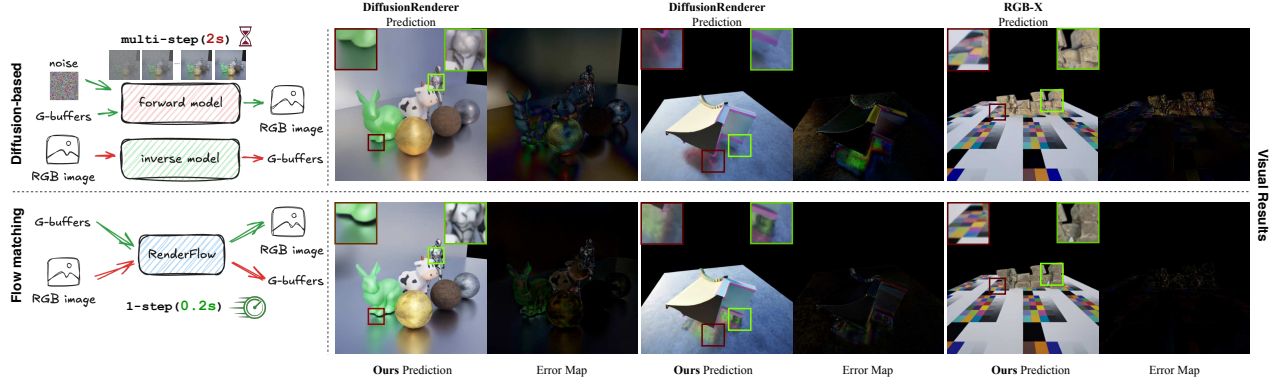 DiffusionRenderer
Prediction
DiffusionRenderer
Prediction
RGB-X
Prediction
Diffusion-based
multi-step(2s)
noise
G-buffers
forward model
RGB image
RGB image
inverse model
G-buffers
Flow matching
G-buffers
RGB image
RenderFlow
RGB image
G-buffers
1-step(0.2s)
Visual Results
Ours Prediction
Error Map
Ours Prediction
Error Map
Ours Prediction
Error Map